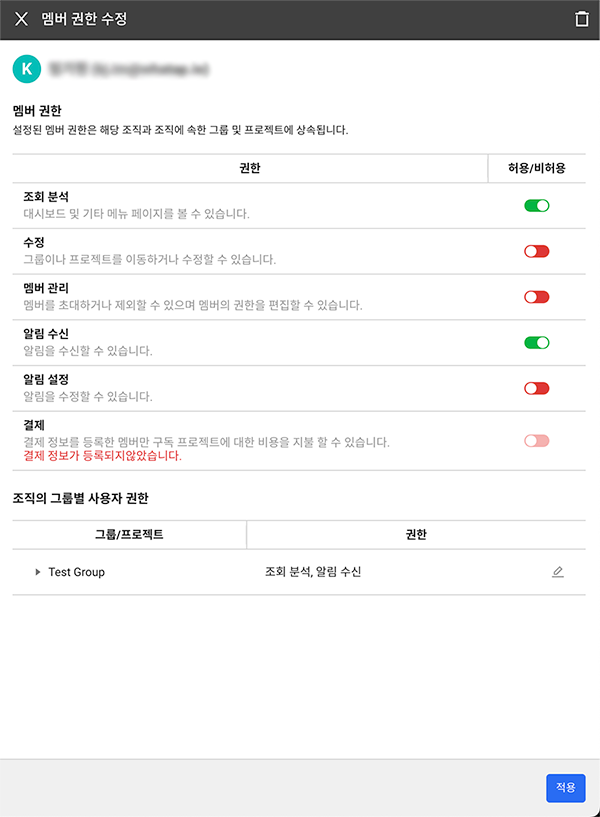 멤버 권한 수정
K
멤버 권한
설정된 멤버 권한은 해당 조직과 조직에 속한 그룹 및 프로젝트에 상속됩니다.
권한 허용/비허용
조회 분석
대시보드 및 기타 메뉴 페이지를 볼 수 있습니다.
수정
그룹이나 프로젝트를 이동하거나 수정할 수 있습니다.
멤버 관리
멤버를 초대하거나 제외할 수 있으며 멤버의 권한을 편집할 수 있습니다.
알림 수신
알림을 수신할 수 있습니다.
알림 설정
알림을 수정할 수 있습니다.
결제
결제 정보를 등록한 멤버만 구독 프로젝트에 대한 비용을 지불 할 수 있습니다.
결제 정보가 등록되지않았습니다.
조직의 그룹별 사용자 권한
그룹/프로젝트 권한
Test Group 조회 분석, 알림 수신
적용